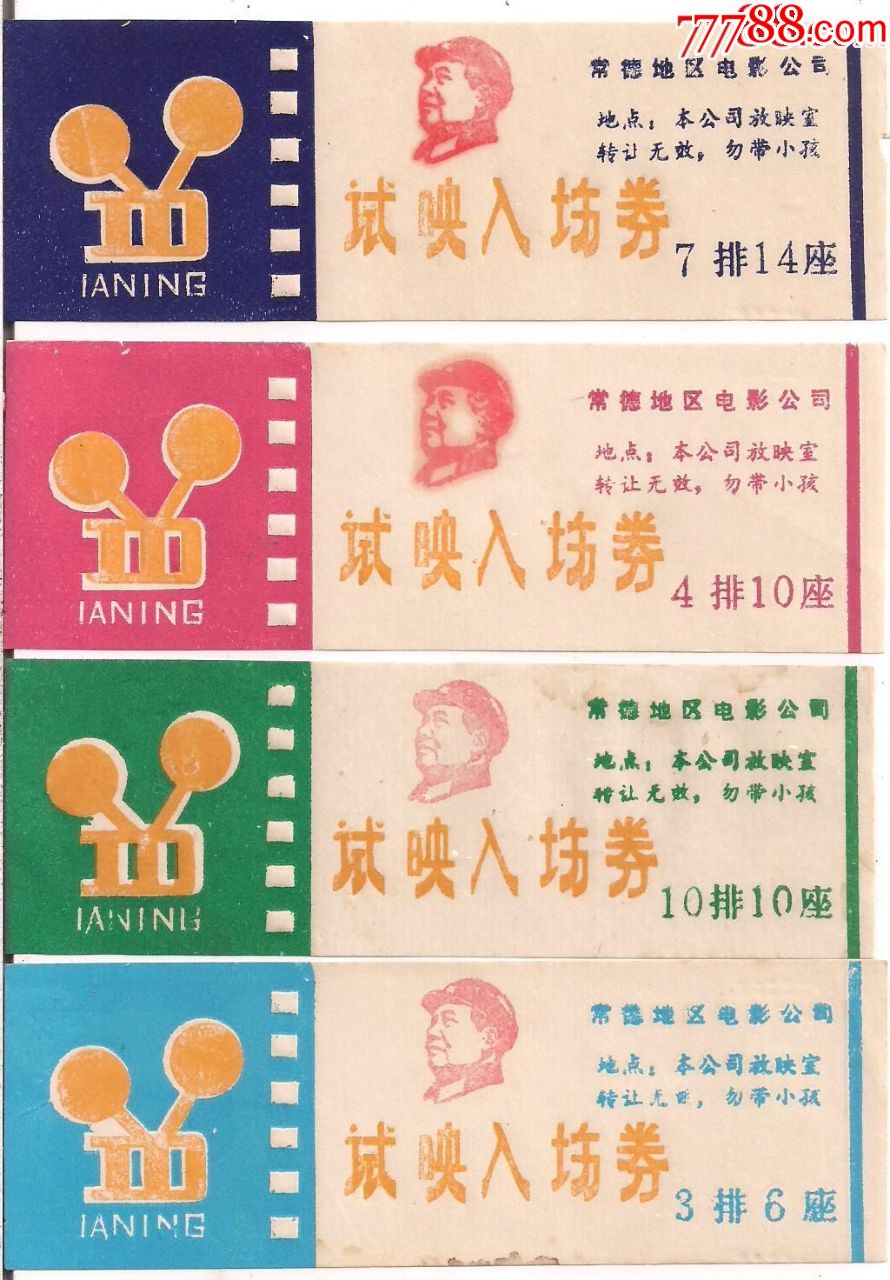 77788.com
IANING
常德地区电影公司
地点：本公司放映室
转让无效，勿带小孩
试映入场券
7排14座
IANING
常德地区电影公司
地点：本公司放映室
转让无效，勿带小孩
试映入场券
4排10座
IANING
常德地区电影公司
地点：本公司放映室
转让无效，勿带小孩
试映入场券
10排10座
IANING
常德地区电影公司
地点：本公司放映室
转让无效，勿带小孩
试映入场券
3排6座